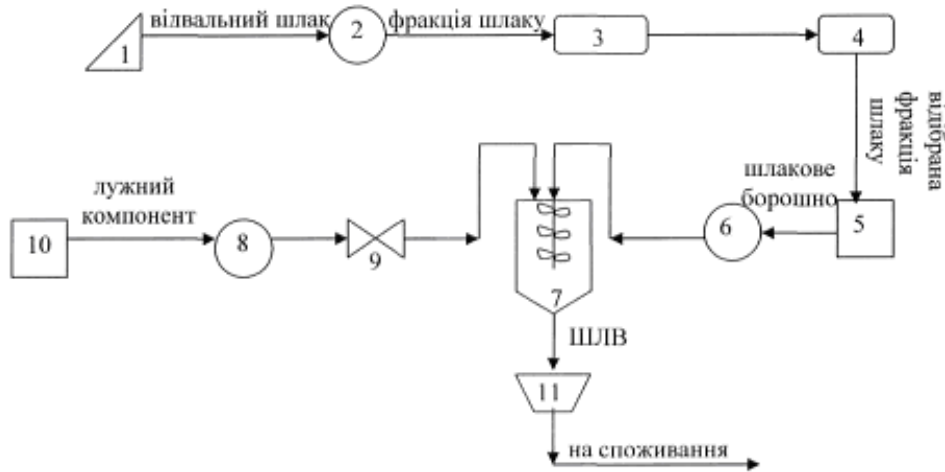 відвальний шлак
фракція шлаку
1
2
3
4
відібрана
фракція
шлаку
шлакове
борошно
лужний
компонент
10
8
9
6
5
7
ШЛВ
11
на споживання